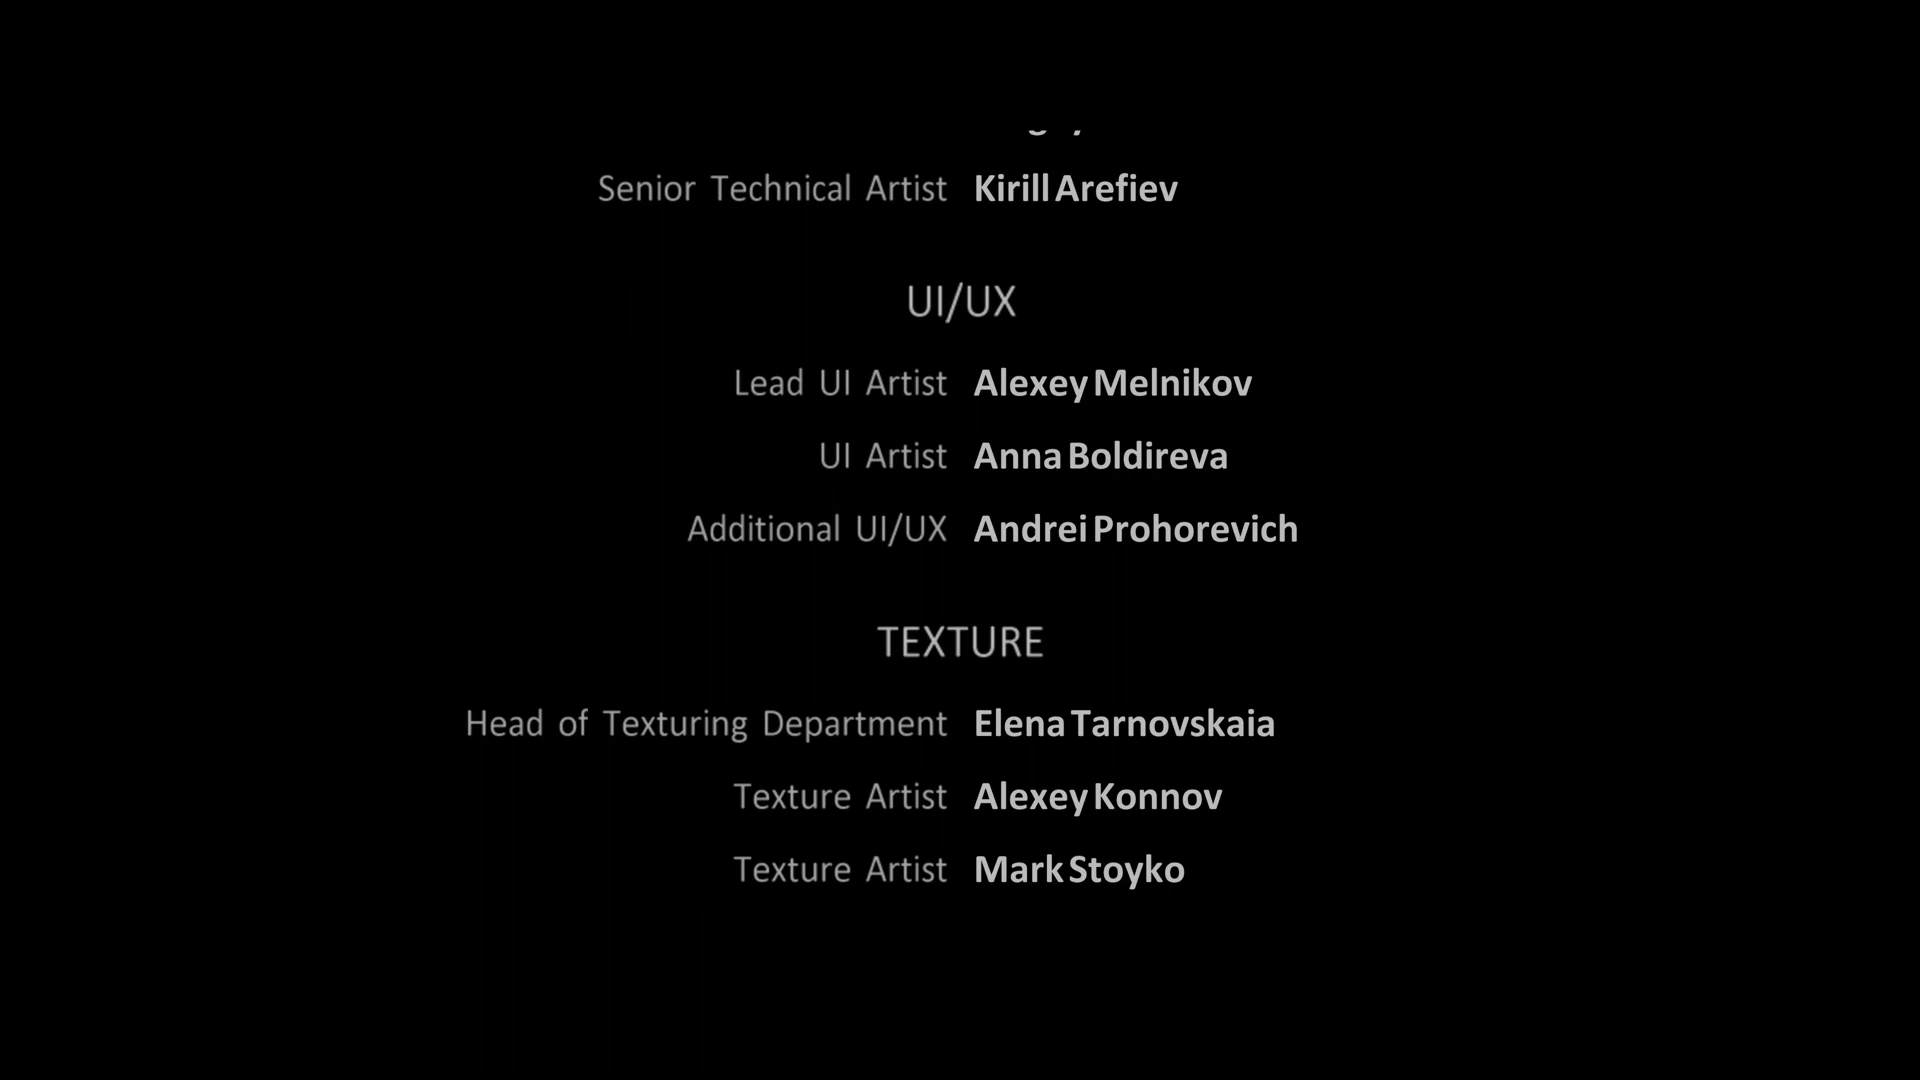 Senior Technical Artist Kirill Arefiev
UI/UX
Lead UI Artist Alexey Melnikov
UI Artist Anna Boldireva
Additional UI/UX Andrei Prohorevich
TEXTURE
Head of Texturing Department Elena Tarnovskaia
Texture Artist Alexey Konnov
Texture Artist Mark Stoyko